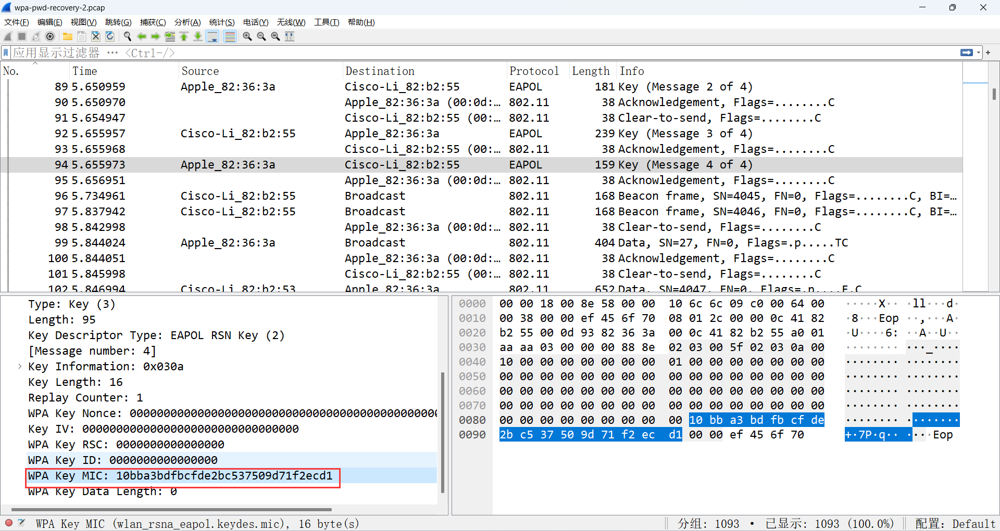 wpa-pwd-recovery-2.pcap
文件(F) 编辑(E) 视图(V) 跳转(G) 捕获(C) 分析(A) 统计(S) 电话(Y) 无线(W) 工具(T) 帮助(H)
应用显示过滤器 … <Ctrl-/>
No. Time Source Destination Protocol Length Info
89 5.650959 Apple_82:36:3a Cisco-Li_82:b2:55 EAPOL 181 Key (Message 2 of 4)
90 5.650970 Apple_82:36:3a (00:0d:… 802.11 38 Acknowledgement, Flags=........C
91 5.654947 Cisco-Li_82:b2:55 (00:… 802.11 38 Clear-to-send, Flags=........C
92 5.655957 Cisco-Li_82:b2:55 Apple_82:36:3a EAPOL 239 Key (Message 3 of 4)
93 5.655968 Cisco-Li_82:b2:55 (00:… 802.11 38 Acknowledgement, Flags=........C
94 5.655973 Apple_82:36:3a Cisco-Li_82:b2:55 EAPOL 159 Key (Message 4 of 4)
95 5.656951 Apple_82:36:3a (00:0d:… 802.11 38 Acknowledgement, Flags=........C
96 5.734961 Cisco-Li_82:b2:55 Broadcast 802.11 168 Beacon frame, SN=4045, FN=0, Flags=........C, BI=…
97 5.837942 Cisco-Li_82:b2:55 Broadcast 802.11 168 Beacon frame, SN=4046, FN=0, Flags=........C, BI=…
98 5.842998 Apple_82:36:3a (00:0d:… 802.11 38 Clear-to-send, Flags=........C
99 5.844024 Apple_82:36:3a Broadcast 802.11 404 Data, SN=27, FN=0, Flags=.p.....TC
100 5.844051 Apple_82:36:3a (00:0d:… 802.11 38 Acknowledgement, Flags=........C
101 5.845998 Cisco-Li_82:b2:55 (00:… 802.11 38 Clear-to-send, Flags=........C
102 5.846994 Cisco-Li_82:b2:53 Apple_82:36:3a 802.11 652 Data, SN=4047, FN=0, Flags=.p....F.C
Type: Key (3)
Length: 95
Key Descriptor Type: EAPOL RSN Key (2)
[Message number: 4]
Key Information: 0x030a
Key Length: 16
Replay Counter: 1
WPA Key Nonce: 000000000000000000000000000000000000000000000
Key IV: 00000000000000000000000000000000
WPA Key RSC: 0000000000000000
WPA Key ID: 0000000000000000
WPA Key MIC: 10bba3bdfbcfde2bc537509d71f2ecd1
WPA Key Data Length: 0
0000 00 00 18 00 8e 58 00 00 10 6c 6c 09 c0 00 64 00 ·····X·· ·ll···d·
0010 00 38 00 00 ef 45 6f 70 08 01 2c 00 00 0c 41 82 ·8···Eop ··,···A·
0020 b2 55 00 0d 93 82 36 3a 00 0c 41 82 b2 55 a0 01 ·U····6: ··A··U··
0030 aa aa 03 00 00 00 88 8e 02 03 00 5f 02 03 0a 00 ········ ···_····
0040 10 00 00 00 00 00 00 00 01 00 00 00 00 00 00 00 ········ ········
0050 00 00 00 00 00 00 00 00 00 00 00 00 00 00 00 00 ········ ········
0060 00 00 00 00 00 00 00 00 00 00 00 00 00 00 00 00 ········ ········
0070 00 00 00 00 00 00 00 00 00 00 00 00 00 00 00 00 ········ ········
0080 00 00 00 00 00 00 00 00 00 10 bb a3 bd fb cf de ········ ········
0090 2b c5 37 50 9d 71 f2 ec d1 00 00 ef 45 6f 70 +·7P·q·· ····Eop
WPA Key MIC (wlan_rsna_eapol.keydes.mic), 16 byte(s) 分组: 1093 · 已显示: 1093 (100.0%) 配置: Default